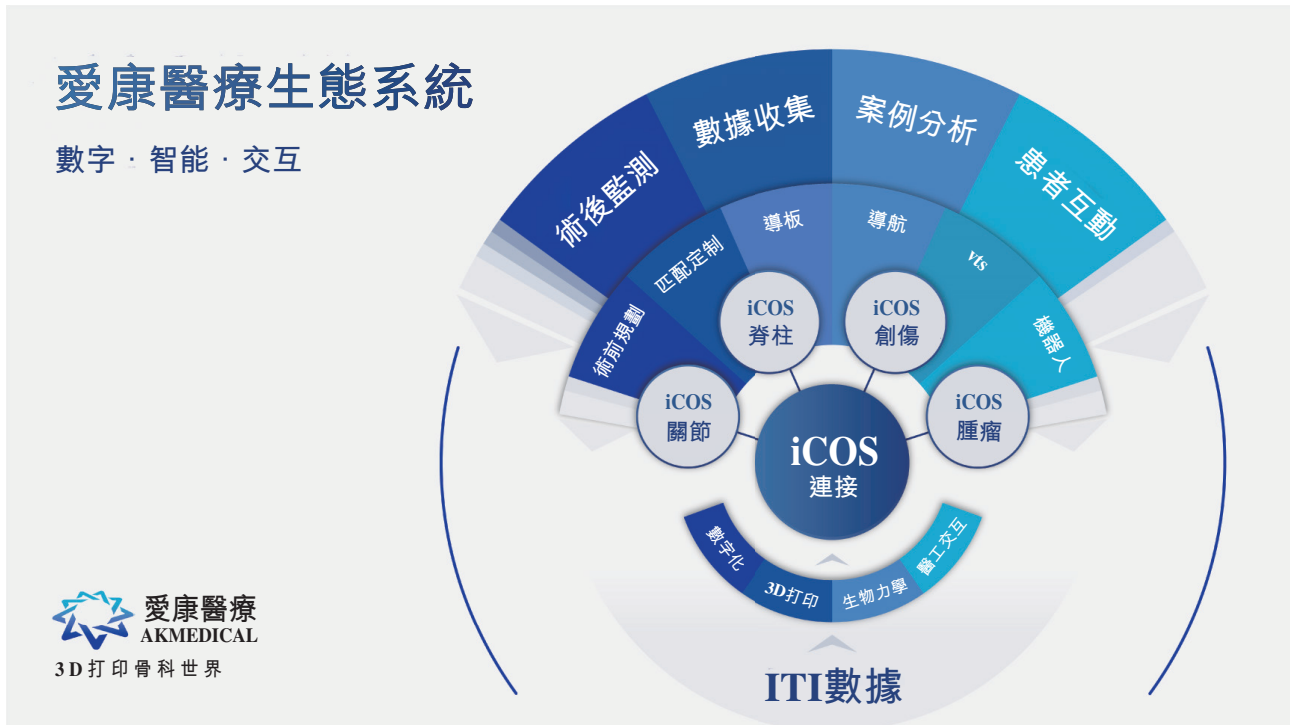 愛康醫療生態系統
數字 · 智能 · 交互
術後監測
數據收集
案例分析
患者互動
術前規劃
匹配定制
導板
導航
vts
機器人
iCOS
關節
iCOS
脊柱
iCOS
創傷
iCOS
腫瘤
iCOS
連接
數字化
3D打印
生物力學
醫工交互
ITI數據
愛康醫療
AKMEDICAL
3D打印骨科世界